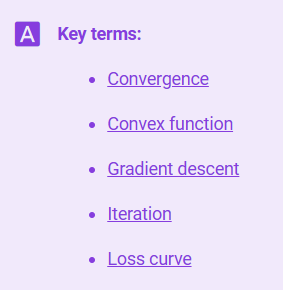 A Key terms:
Convergence
Convex function
Gradient descent
Iteration
Loss curve